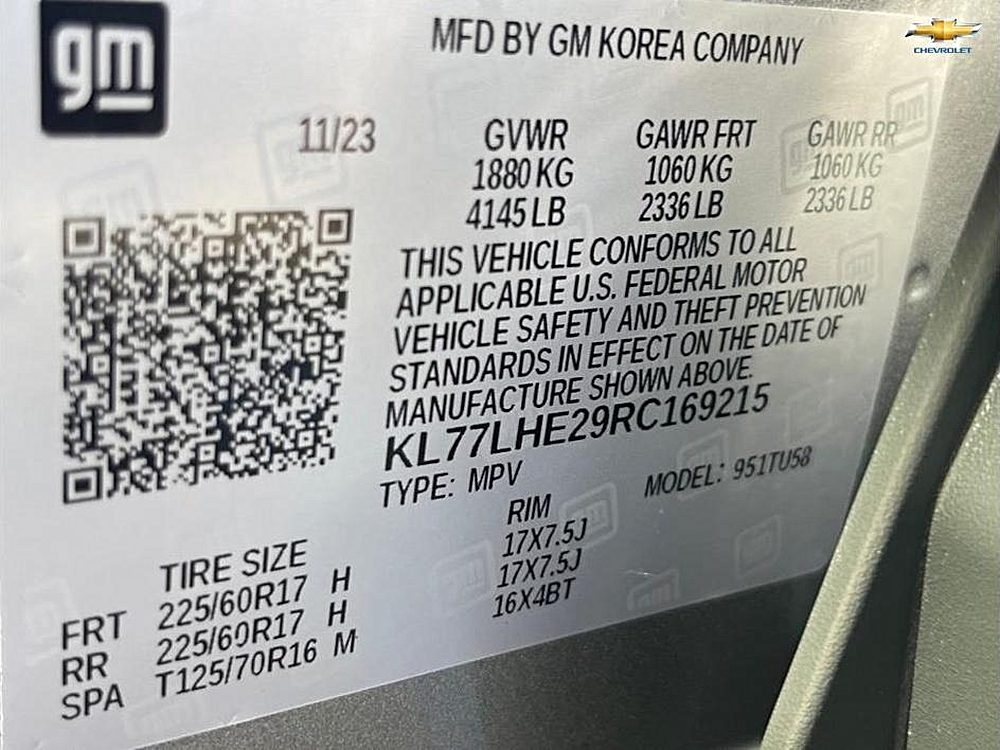 gm
MFD BY GM KOREA COMPANY
CHEVROLET
11/23 GVWR GAWR FRT GAWR RR
1880 KG 1060 KG 1060 KG
4145 LB 2336 LB 2336 LB
THIS VEHICLE CONFORMS TO ALL
APPLICABLE U.S. FEDERAL MOTOR
VEHICLE SAFETY AND THEFT PREVENTION
STANDARDS IN EFFECT ON THE DATE OF
MANUFACTURE SHOWN ABOVE.
KL77LHE29RC169215
TYPE: MPV MODEL: 951TU58
TIRE SIZE RIM
FRT 225/60R17 H 17X7.5J
RR 225/60R17 H 17X7.5J
SPA T125/70R16 M 16X4BT